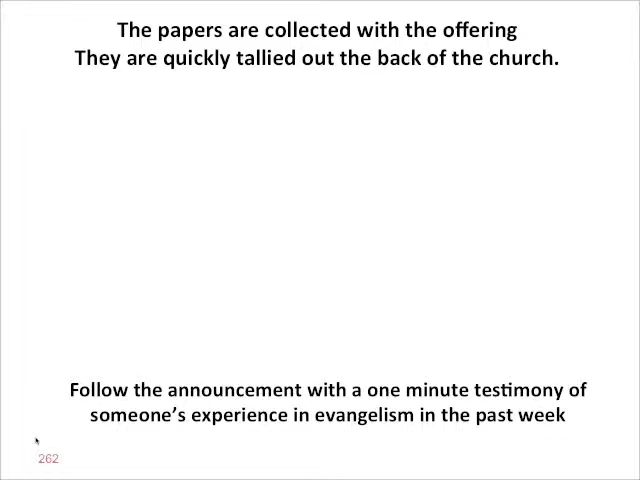 The papers are collected with the offering
They are quickly tallied out the back of the church.
Follow the announcement with a one minute testimony of
someone’s experience in evangelism in the past week
262